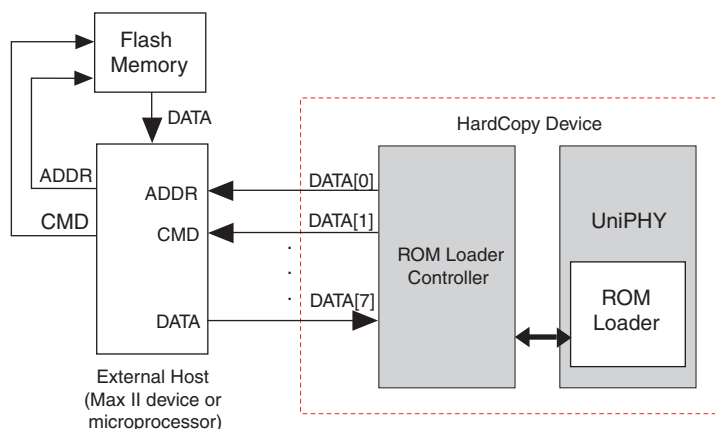 Flash
Memory
DATA
HardCopy Device
ADDR
CMD
ADDR
CMD
DATA
DATA[0]
DATA[1]
.
.
.
.
DATA[7]
ROM Loader
Controller
UniPHY
ROM
Loader
External Host
(Max II device or
microprocessor)